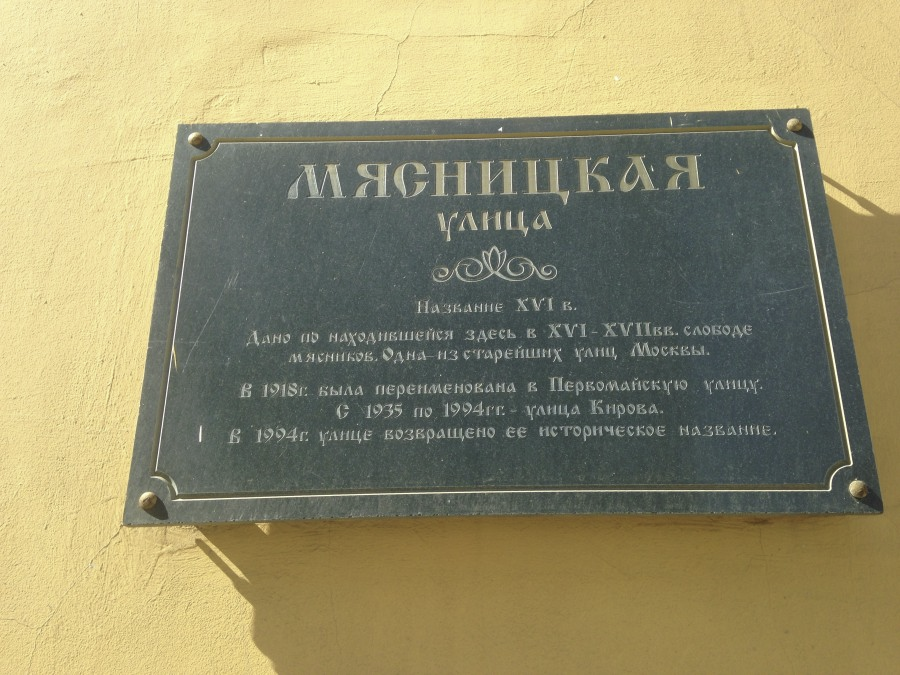 МЯСНИЦКАЯ
УЛИЦА
Название XVI в.
Дано по находившейся здесь в XVI-XVIIвв. слободе
мясников. Одна из старейших улиц Москвы.
В 1918г. была переименована в Первомайскую улицу.
С 1935 по 1994гг.- улица Кирова.
В 1994г. улице возвращено ее историческое название.